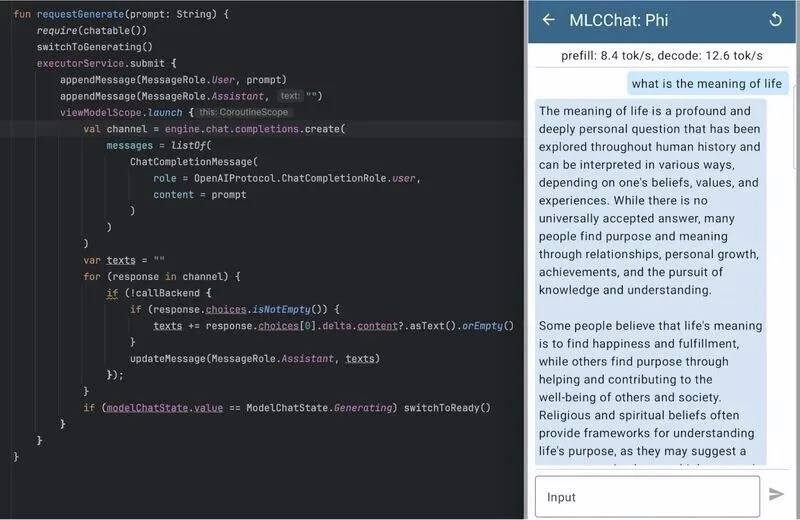 fun requestGenerate(prompt: String) {
require(chatable())
switchToGenerating()
executorService.submit {
appendMessage(MessageRole.User, prompt)
appendMessage(MessageRole.Assistant, text: "")
viewModelScope.launch { this: CoroutineScope
val channel = engine.chat.completions.create(
messages = listOf(
ChatCompletionMessage(
role = OpenAIProtocol.ChatCompletionRole.user,
content = prompt
)
)
)
var texts = ""
for (response in channel) {
if (!callBackend {
if (response.choices.isNotEmpty()) {
texts += response.choices[0].delta.content?.asText().orEmpty()
}
updateMessage(MessageRole.Assistant, texts)
});
}
if (modelChatState.value == ModelChatState.Generating) switchToReady()
}
}
}
MLCChat: Phi
prefill: 8.4 tok/s, decode: 12.6 tok/s
what is the meaning of life
The meaning of life is a profound and
deeply personal question that has been
explored throughout human history and
can be interpreted in various ways,
depending on one's beliefs, values, and
experiences. While there is no
universally accepted answer, many
people find purpose and meaning
through relationships, personal growth,
achievements, and the pursuit of
knowledge and understanding.
Some people believe that life's meaning
is to find happiness and fulfillment,
while others find purpose through
helping and contributing to the
well-being of others and society.
Religious and spiritual beliefs often
provide frameworks for understanding
life's purpose, as they may suggest a
Input